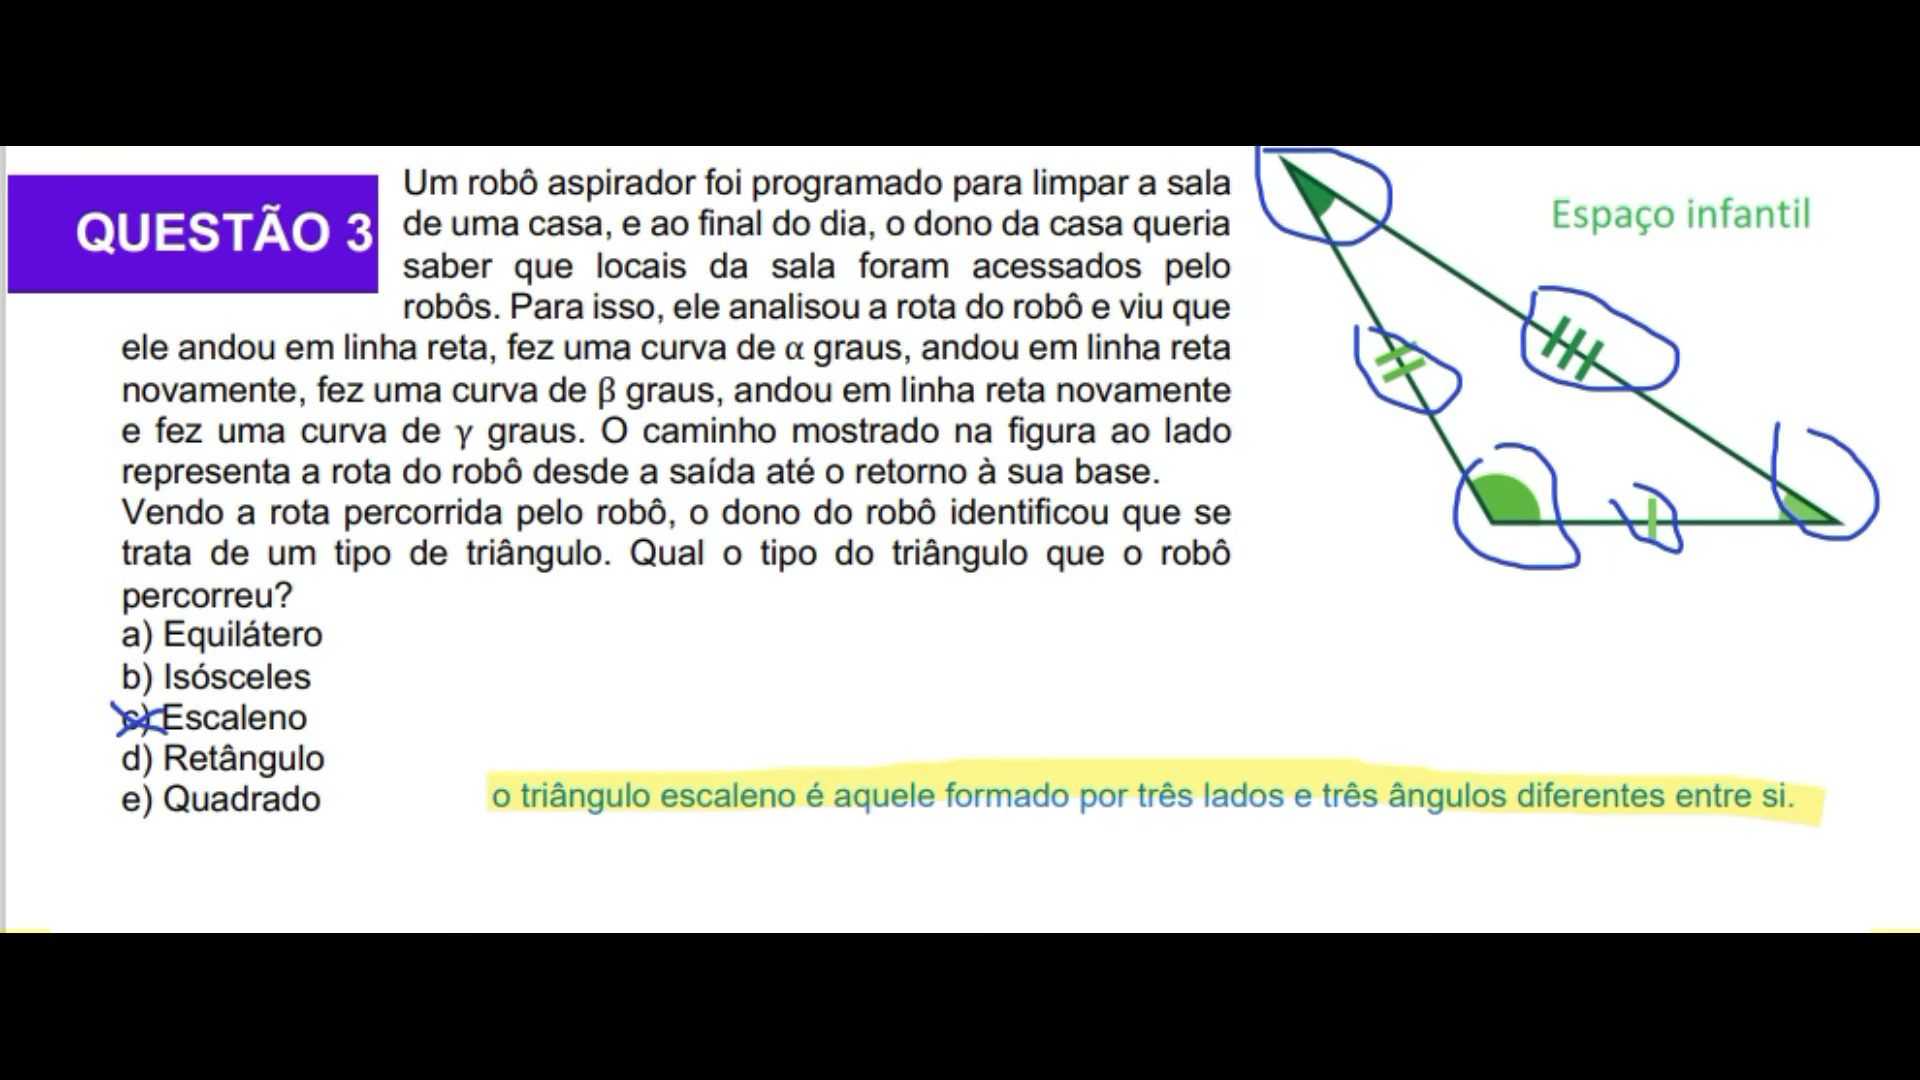 QUESTÃO 3
Um robô aspirador foi programado para limpar a sala
de uma casa, e ao final do dia, o dono da casa queria
saber que locais da sala foram acessados pelo
robôs. Para isso, ele analisou a rota do robô e viu que
ele andou em linha reta, fez uma curva de α graus, andou em linha reta
novamente, fez uma curva de β graus, andou em linha reta novamente
e fez uma curva de γ graus. O caminho mostrado na figura ao lado
representa a rota do robô desde a saída até o retorno à sua base.
Vendo a rota percorrida pelo robô, o dono do robô identificou que se
trata de um tipo de triângulo. Qual o tipo do triângulo que o robô
percorreu?
a) Equilátero
b) Isósceles
c) Escaleno
d) Retângulo
e) Quadrado
Espaço infantil
o triângulo escaleno é aquele formado por três lados e três ângulos diferentes entre si.